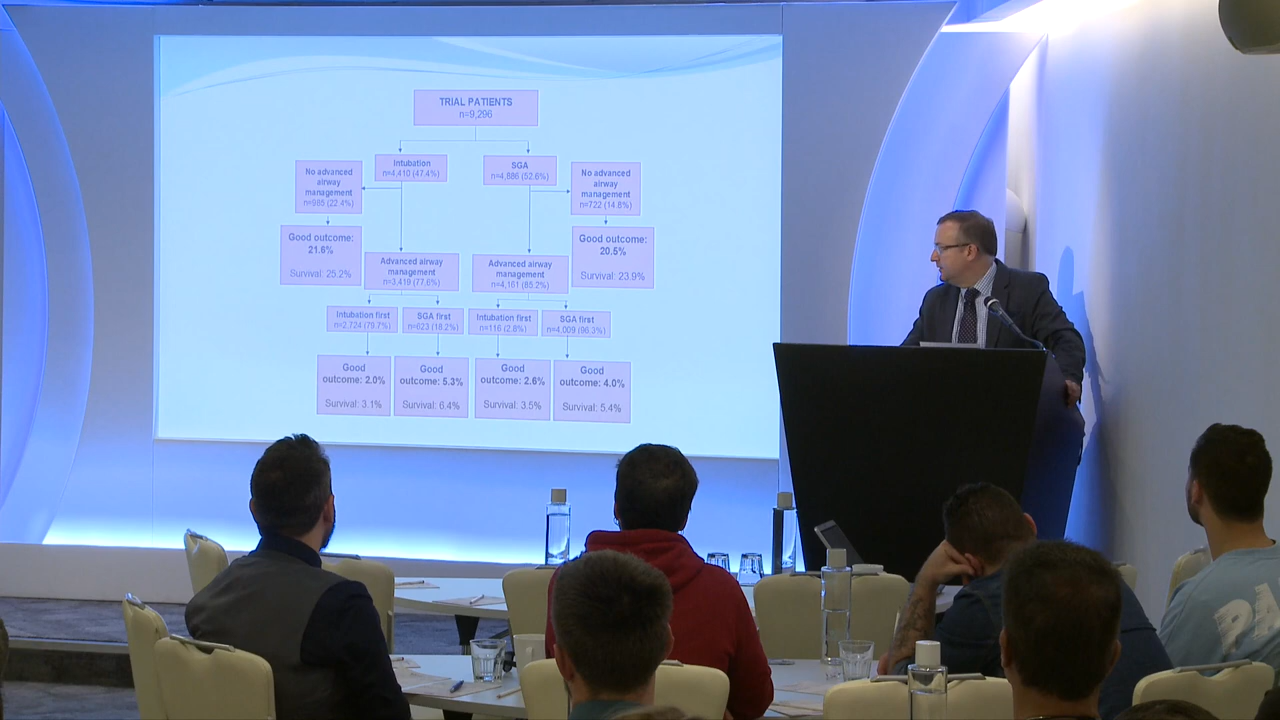 TRIAL PATIENTS
n=9,296
Intubation
n=4,410 (47.4%)
SGA
n=4,886 (52.6%)
No advanced
airway
management
n=985 (22.4%)
No advanced
airway
management
n=722 (14.8%)
Good outcome:
21.6%
Survival: 25.2%
Good outcome:
20.5%
Survival: 23.9%
Advanced airway
management
n=3,419 (77.6%)
Advanced airway
management
n=4,161 (85.2%)
Intubation first
n=2,724 (79.7%)
SGA first
n=623 (18.2%)
Intubation first
n=116 (2.8%)
SGA first
n=4,009 (96.3%)
Good
outcome: 2.0%
Survival: 3.1%
Good
outcome: 5.3%
Survival: 6.4%
Good
outcome: 2.6%
Survival: 3.5%
Good
outcome: 4.0%
Survival: 5.4%